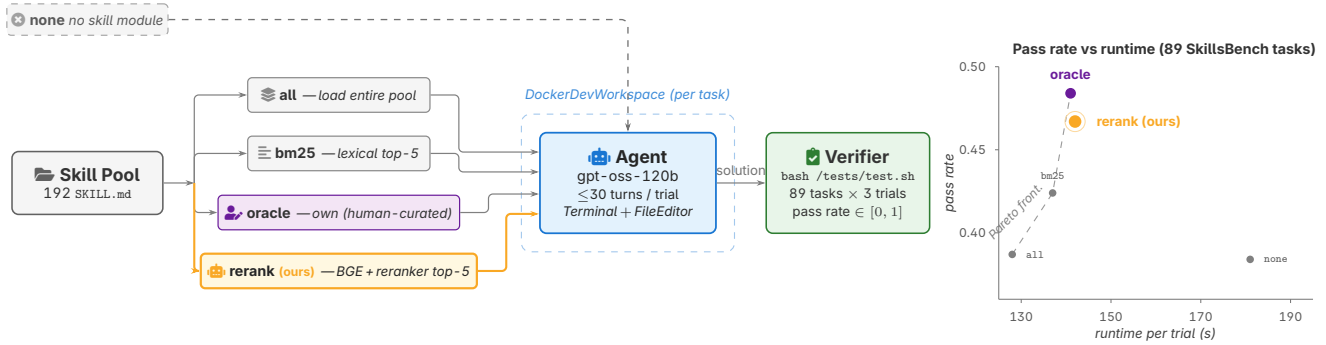 none no skill module
all — load entire pool
bm25 — lexical top-5
Skill Pool
192 SKILL.md
oracle — own (human-curated)
rerank (ours) — BGE + reranker top-5
DockerDevWorkspace (per task)
Agent
gpt-oss-120b
≤30 turns / trial
Terminal + FileEditor
solution
Verifier
bash /tests/test.sh
89 tasks × 3 trials
pass rate ∈ [0, 1]
Pass rate vs runtime (89 SkillsBench tasks)
oracle
rerank (ours)
bm25
Pareto front.
all
none
pass rate
0.50
0.45
0.40
130
150
170
190
runtime per trial (s)